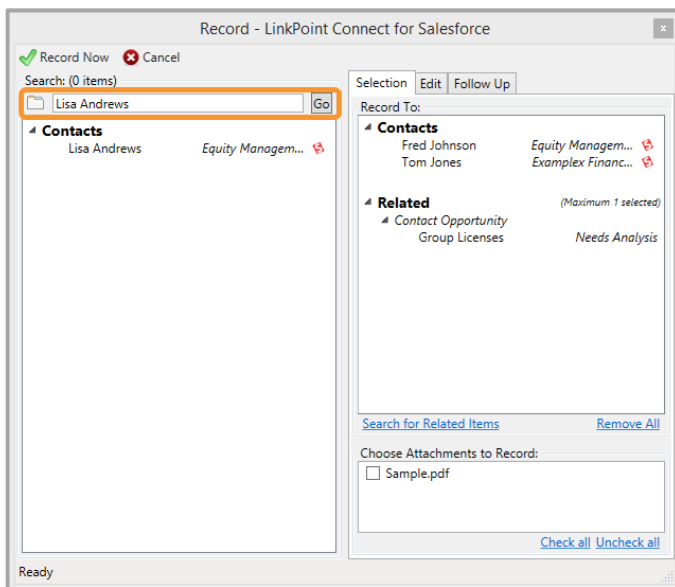 Record - LinkPoint Connect for Salesforce
x
Record Now Cancel
Search: (0 items)
Lisa Andrews Go
Contacts
Lisa Andrews Equity Managem...
Selection Edit Follow Up
Record To:
Contacts
Fred Johnson Equity Managem...
Tom Jones Examplex Financ...
Related (Maximum 1 selected)
Contact Opportunity
Group Licenses Needs Analysis
Search for Related Items Remove All
Choose Attachments to Record:
Sample.pdf
Check all Uncheck all
Ready